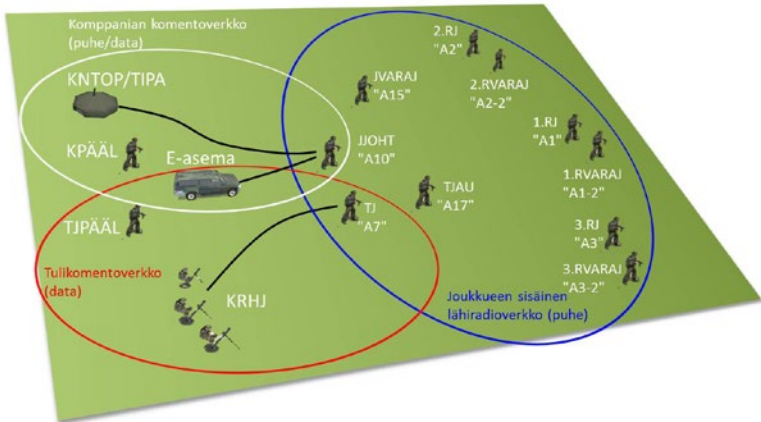 Komppanian komentoverkko
(puhe/data)
KNTOP/TIPA
KPÄÄL
E-asema
TJPÄÄL
Tulikomentoverkko
(data)
KRHJ
JVARAJ
"A15"
JJOHT
"A10"
TJ
"A7"
TJAU
"A17"
2.RJ
"A2"
2.RVARAJ
"A2-2"
1.RJ
"A1"
1.RVARAJ
"A1-2"
3.RJ
"A3"
3.RVARAJ
"A3-2"
Joukkueen sisäinen
lähiradioverkko (puhe)